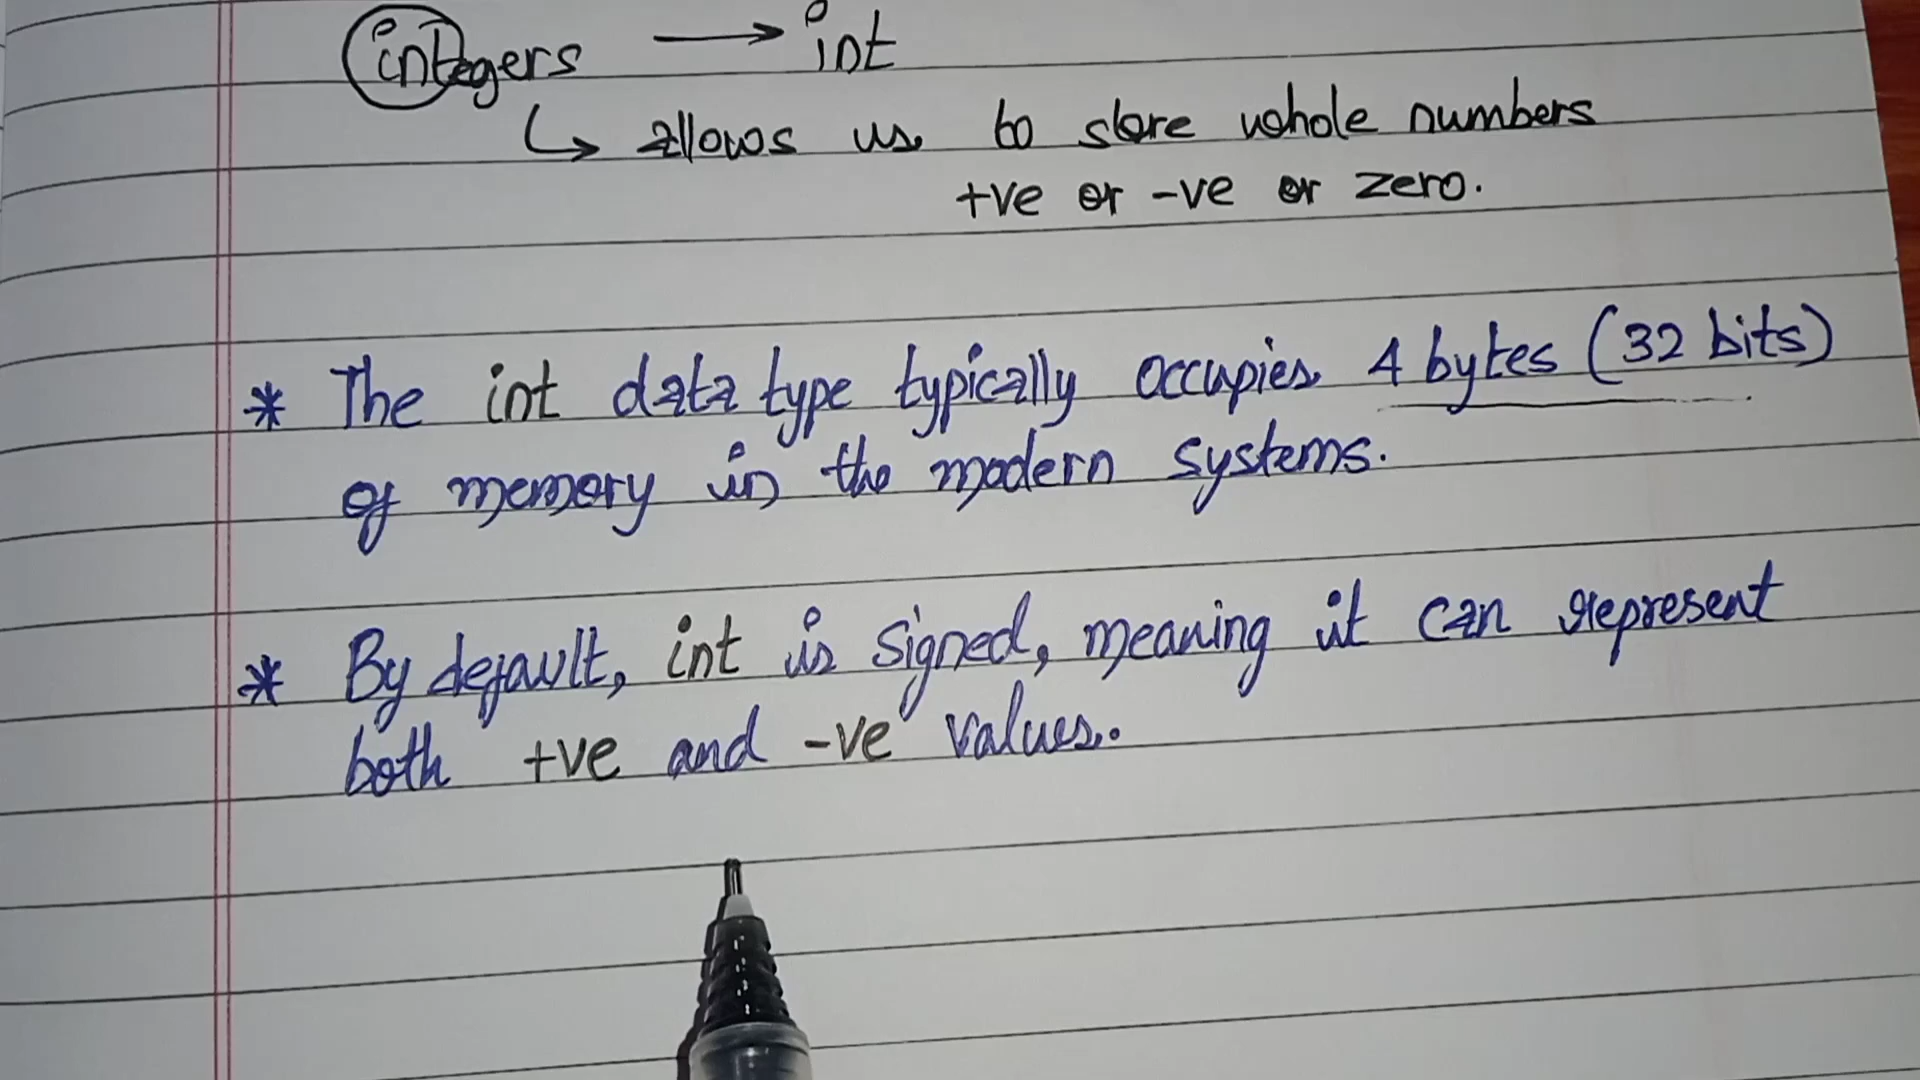 integers → int
↳ allows us to store whole numbers
+ve or -ve or zero.
* The int data type typically occupies 4 bytes (32 bits)
of memory in the modern systems.
* By default, int is signed, meaning it can represent
both +ve and -ve values.